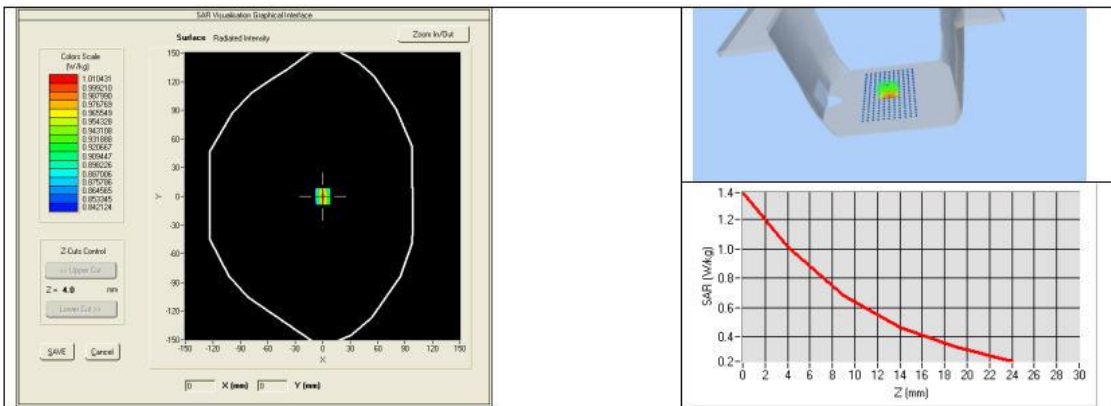 SAR Visualisation Graphical Interface
Surface Radiated Intensity
Zoom In/Out
Colors Scale
(W/kg)
1.010431
0.999210
0.987990
0.976769
0.965549
0.954328
0.943108
0.931888
0.920667
0.909447
0.898226
0.887006
0.875786
0.864565
0.853345
0.842124
Z-Cuts Control
<< Upper Cut
Z = 4.0 mm
Lower Cut >>
SAVE Cancel
150
120
90
60
30
0
-30
-60
-90
-120
-150
Y
-150 -120 -90 -60 -30 0 30 60 90 120 150
X
0 X (mm) 0 Y (mm)
1.4
1.2
1.0
0.8
0.6
0.4
0.2
SAR (W/kg)
0 2 4 6 8 10 12 14 16 18 20 22 24 26 30
Z (mm)